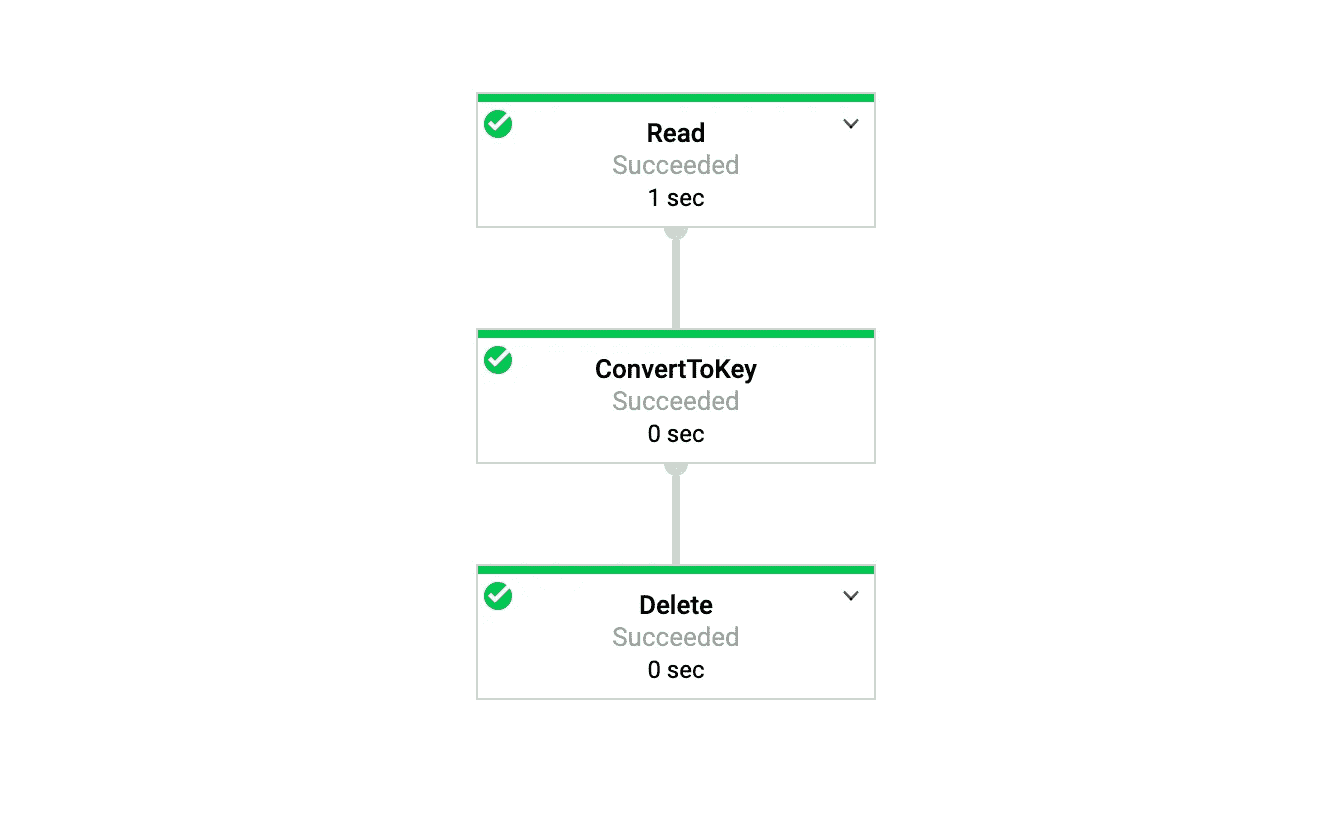 Read
Succeeded
1 sec
ConvertToKey
Succeeded
0 sec
Delete
Succeeded
0 sec